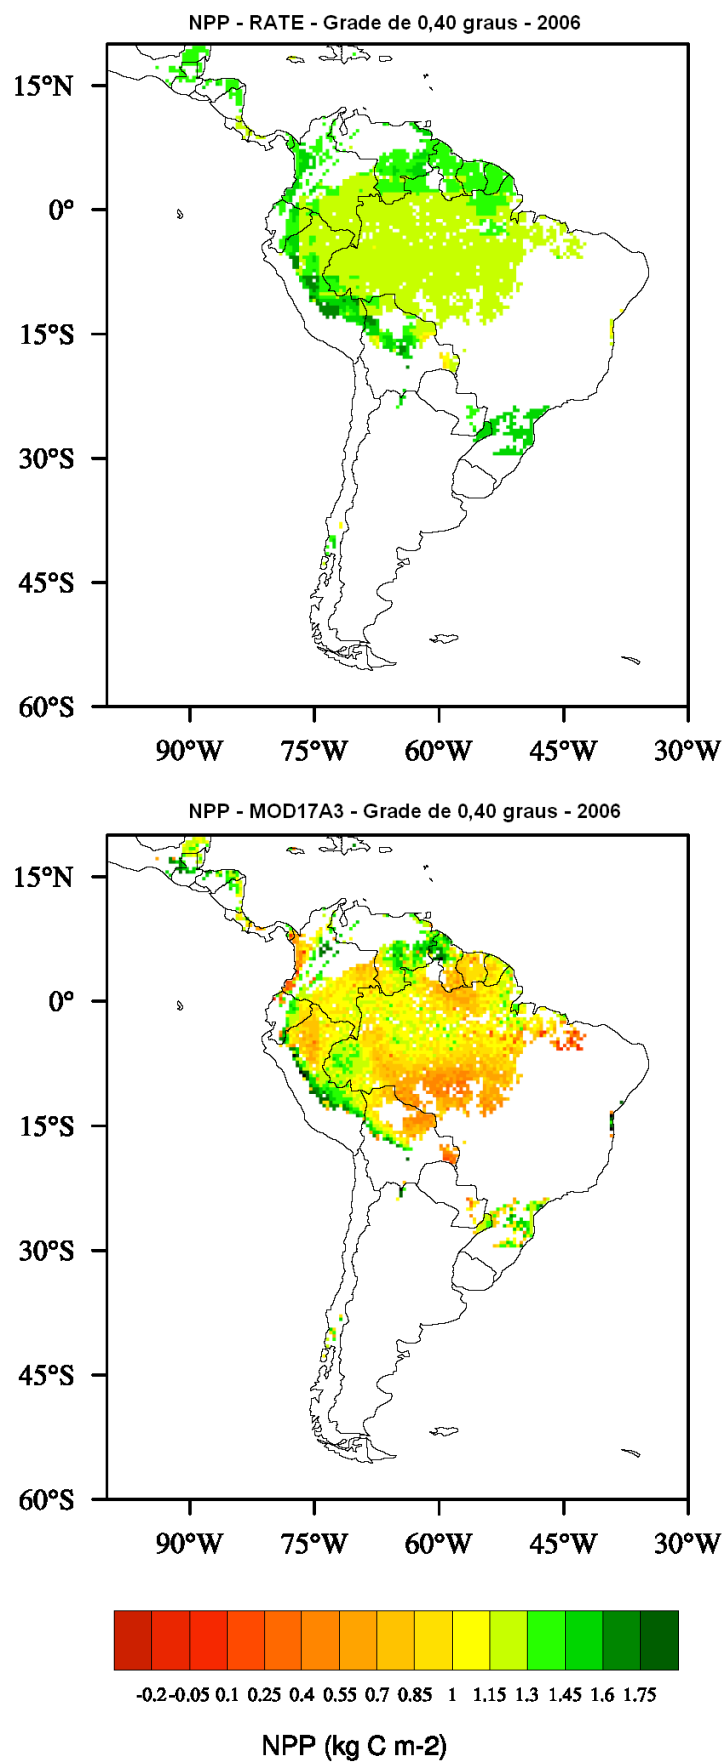 NPP - RATE - Grade de 0,40 graus - 2006
15°N
0°
15°S
30°S
45°S
60°S
90°W 75°W 60°W 45°W 30°W
NPP - MOD17A3 - Grade de 0,40 graus - 2006
15°N
0°
15°S
30°S
45°S
60°S
90°W 75°W 60°W 45°W 30°W
-0.2 -0.05 0.1 0.25 0.4 0.55 0.7 0.85 1 1.15 1.3 1.45 1.6 1.75
NPP (kg C m-2)